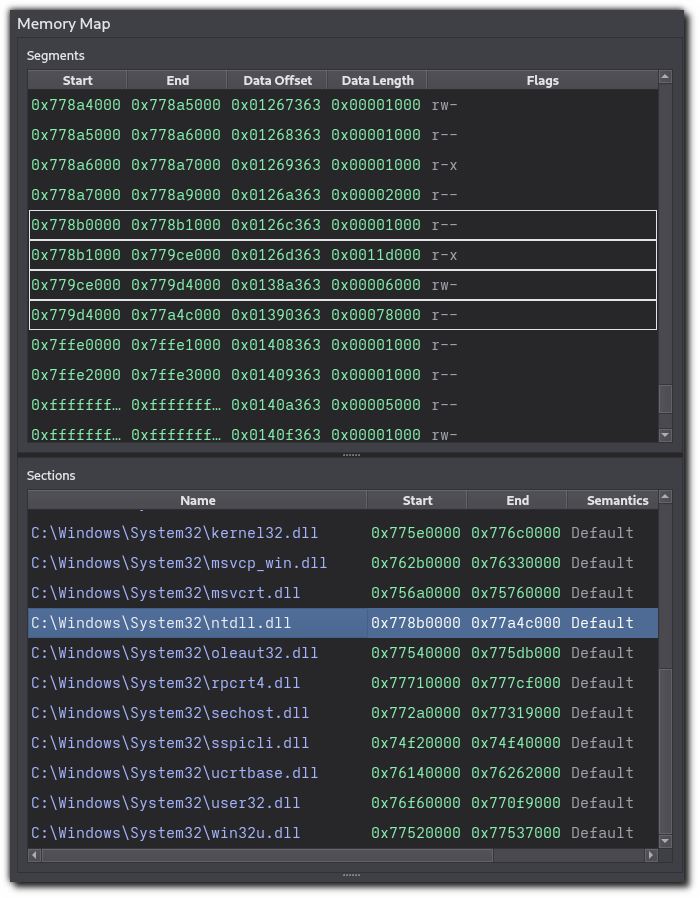 Memory Map
Segments
Start End Data Offset Data Length Flags
0x778a4000 0x778a5000 0x01267363 0x00001000 rw-
0x778a5000 0x778a6000 0x01268363 0x00001000 r--
0x778a6000 0x778a7000 0x01269363 0x00001000 r-x
0x778a7000 0x778a9000 0x0126a363 0x00002000 r--
0x778b0000 0x778b1000 0x0126c363 0x00001000 r--
0x778b1000 0x779ce000 0x0126d363 0x0011d000 r-x
0x779ce000 0x779d4000 0x0138a363 0x00006000 rw-
0x779d4000 0x77a4c000 0x01390363 0x00078000 r--
0x7ffe0000 0x7ffe1000 0x01408363 0x00001000 r--
0x7ffe2000 0x7ffe3000 0x01409363 0x00001000 r--
0xfffffff… 0xfffffff… 0x0140a363 0x00005000 r--
0xfffffff… 0xfffffff… 0x0140f363 0x00001000 rw-
Sections
Name Start End Semantics
C:\Windows\System32\kernel32.dll 0x775e0000 0x776c0000 Default
C:\Windows\System32\msvcp_win.dll 0x762b0000 0x76330000 Default
C:\Windows\System32\msvcrt.dll 0x756a0000 0x75760000 Default
C:\Windows\System32\ntdll.dll 0x778b0000 0x77a4c000 Default
C:\Windows\System32\oleaut32.dll 0x77540000 0x775db000 Default
C:\Windows\System32\rpcrt4.dll 0x77710000 0x777cf000 Default
C:\Windows\System32\sechost.dll 0x772a0000 0x77319000 Default
C:\Windows\System32\sspicli.dll 0x74f20000 0x74f40000 Default
C:\Windows\System32\ucrtbase.dll 0x76140000 0x76262000 Default
C:\Windows\System32\user32.dll 0x76f60000 0x770f9000 Default
C:\Windows\System32\win32u.dll 0x77520000 0x77537000 Default